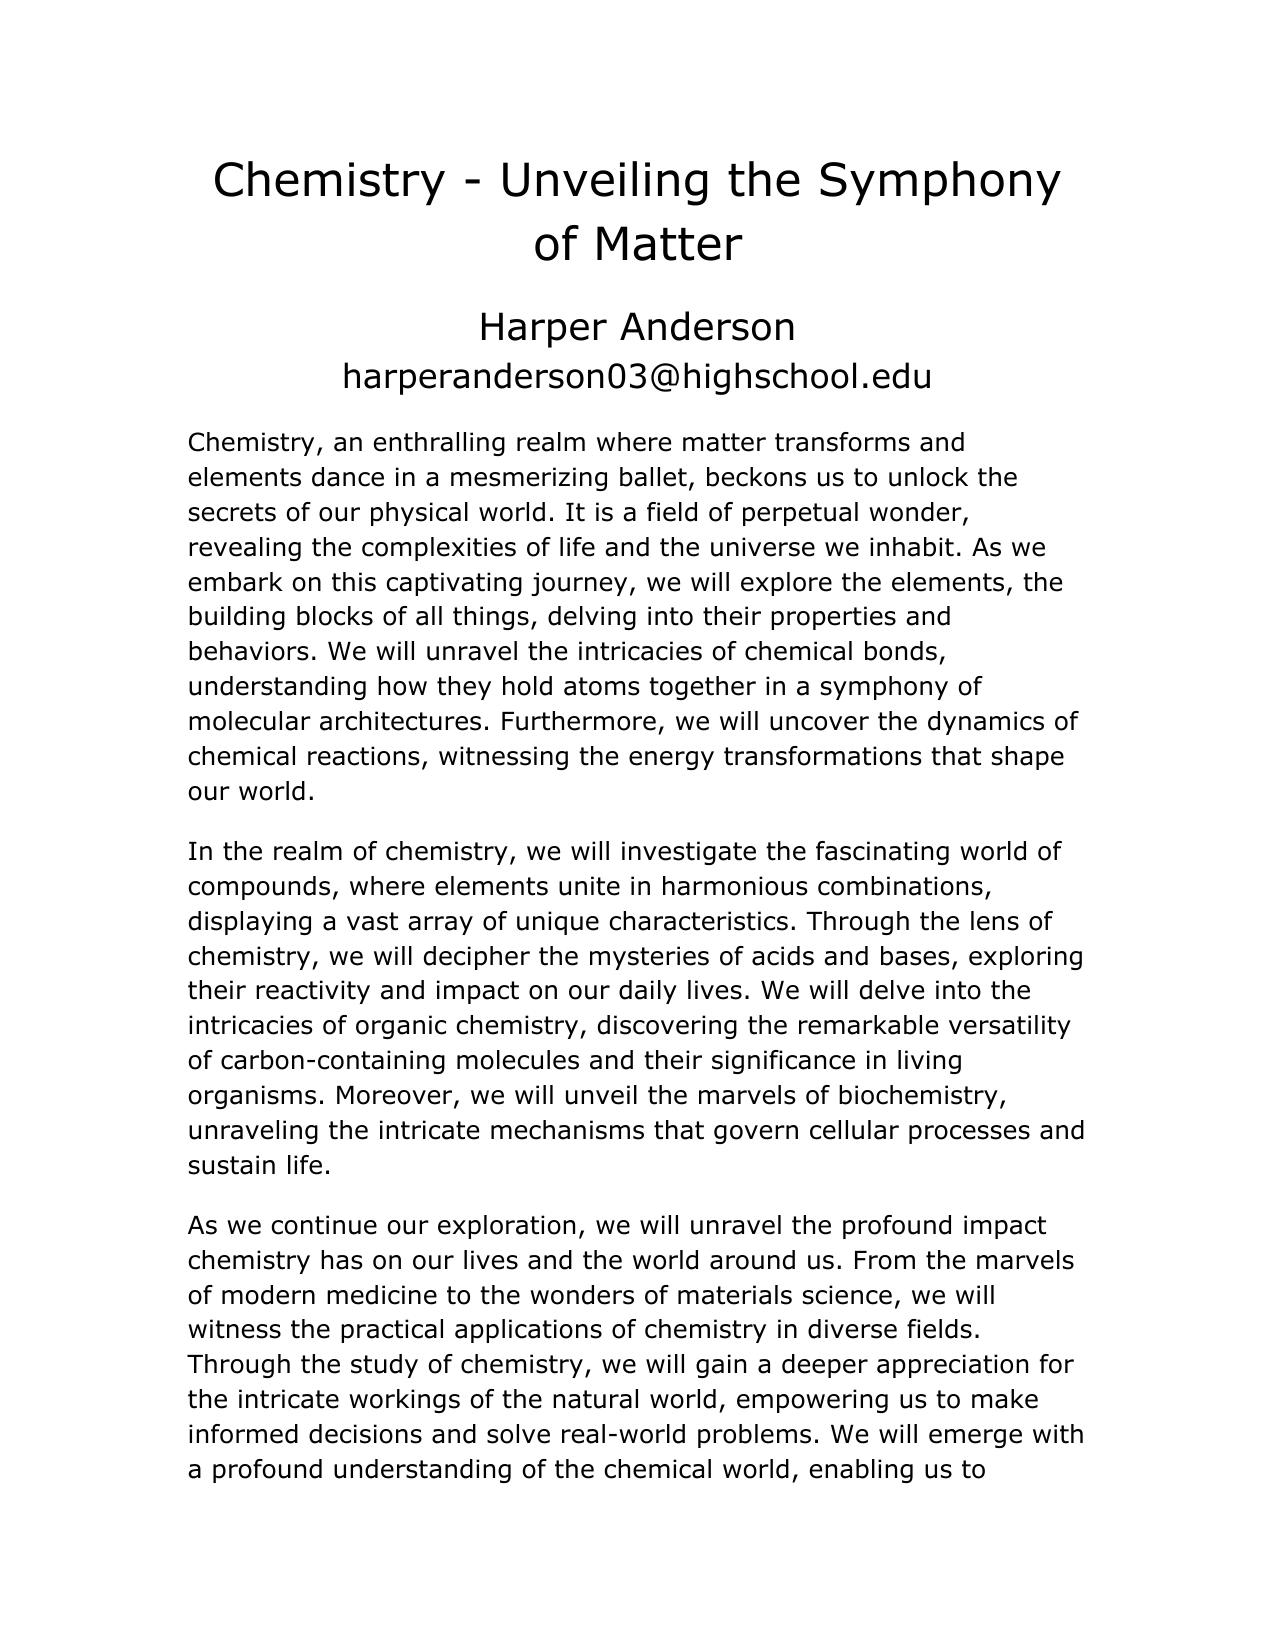 Chemistry - Unveiling the Symphony
of Matter
Harper Anderson
harperanderson03@highschool.edu
Chemistry, an enthralling realm where matter transforms and
elements dance in a mesmerizing ballet, beckons us to unlock the
secrets of our physical world. It is a field of perpetual wonder,
revealing the complexities of life and the universe we inhabit. As we
embark on this captivating journey, we will explore the elements, the
building blocks of all things, delving into their properties and
behaviors. We will unravel the intricacies of chemical bonds,
understanding how they hold atoms together in a symphony of
molecular architectures. Furthermore, we will uncover the dynamics of
chemical reactions, witnessing the energy transformations that shape
our world.
In the realm of chemistry, we will investigate the fascinating world of
compounds, where elements unite in harmonious combinations,
displaying a vast array of unique characteristics. Through the lens of
chemistry, we will decipher the mysteries of acids and bases, exploring
their reactivity and impact on our daily lives. We will delve into the
intricacies of organic chemistry, discovering the remarkable versatility
of carbon-containing molecules and their significance in living
organisms. Moreover, we will unveil the marvels of biochemistry,
unraveling the intricate mechanisms that govern cellular processes and
sustain life.
As we continue our exploration, we will unravel the profound impact
chemistry has on our lives and the world around us. From the marvels
of modern medicine to the wonders of materials science, we will
witness the practical applications of chemistry in diverse fields.
Through the study of chemistry, we will gain a deeper appreciation for
the intricate workings of the natural world, empowering us to make
informed decisions and solve real-world problems. We will emerge with
a profound understanding of the chemical world, enabling us to